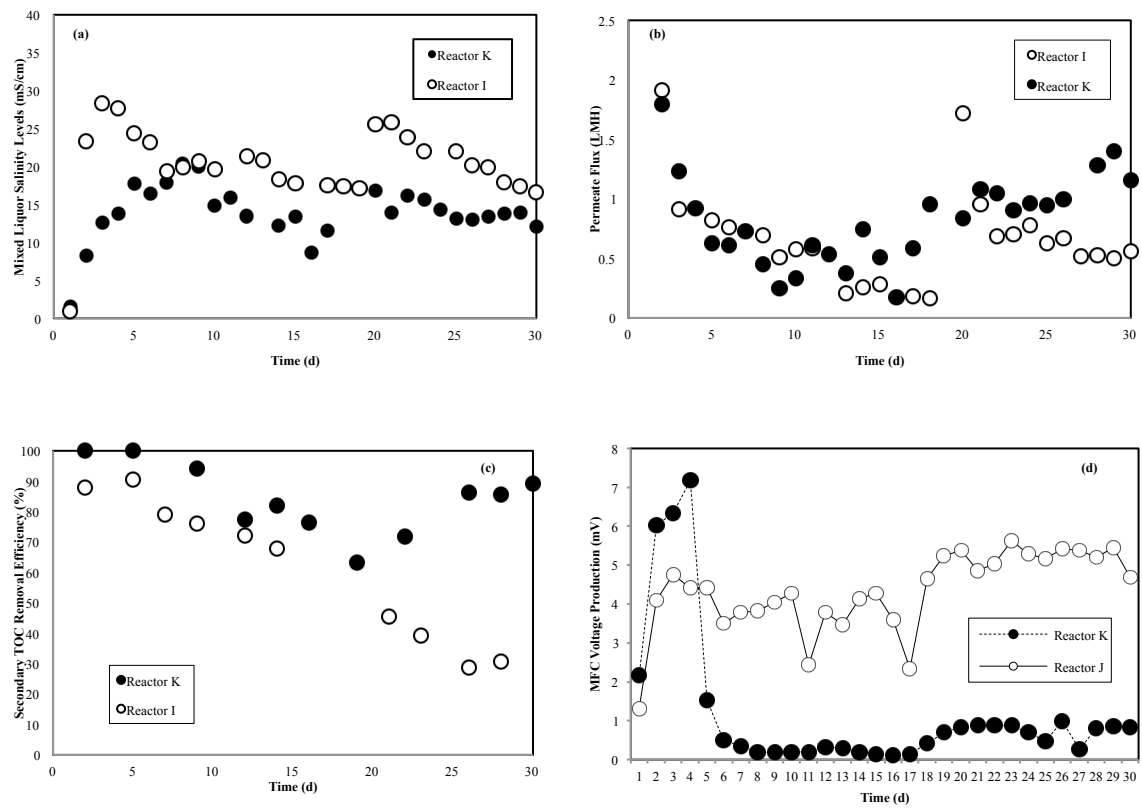 (a)
Reactor K
Reactor I
40
35
30
25
20
15
10
5
0
Mixed Liquor Salinity Levels (mS/cm)
0 5 10 15 20 25 30
Time (d)
(b)
Reactor I
Reactor K
2.5
2
1.5
1
0.5
0
Permeate Flux (LMH)
0 5 10 15 20 25 30
Time (d)
(c)
Reactor K
Reactor I
100
90
80
70
60
50
40
30
20
10
0
Secondary TOC Removal Efficiency (%)
0 5 10 15 20 25 30
Time (d)
(d)
Reactor K
Reactor J
8
7
6
5
4
3
2
1
0
MFC Voltage Production (mV)
1 2 3 4 5 6 7 8 9 10 11 12 13 14 15 16 17 18 19 20 21 22 23 24 25 26 27 28 29 30
Time (d)